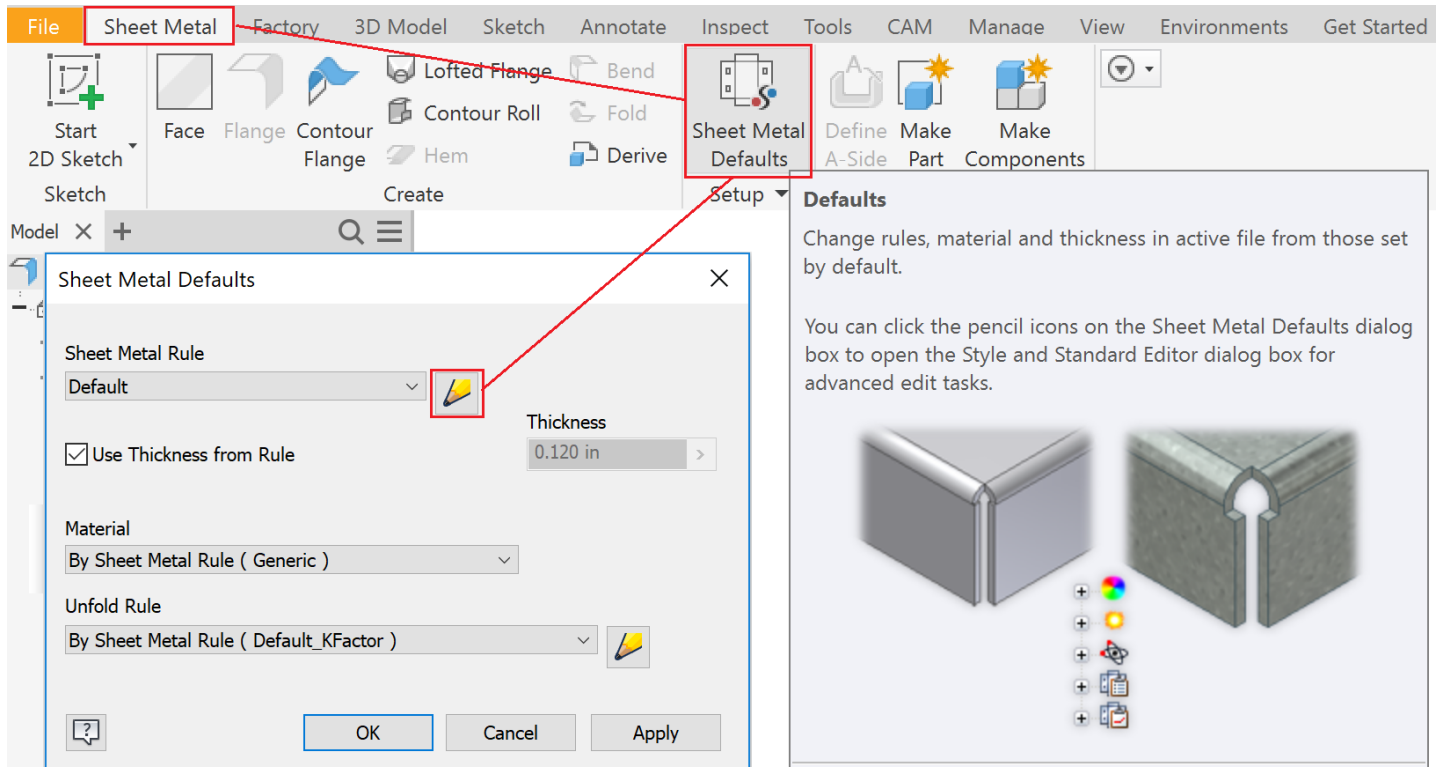 File Sheet Metal Factory 3D Model Sketch Annotate Inspect Tools CAM Manage View Environments Get Started
Start
2D Sketch
Face
Flange
Contour
Flange
Lofted Flange
Contour Roll
Hem
Bend
Fold
Derive
Sheet Metal
Defaults
Define
A-Side
Make
Part
Make
Components
Sketch
Create
Setup
Model
Sheet Metal Defaults
Sheet Metal Rule
Default
Use Thickness from Rule
Thickness
0.120 in
Material
By Sheet Metal Rule ( Generic )
Unfold Rule
By Sheet Metal Rule ( Default_KFactor )
OK
Cancel
Apply
Defaults
Change rules, material and thickness in active file from those set
by default.
You can click the pencil icons on the Sheet Metal Defaults dialog
box to open the Style and Standard Editor dialog box for
advanced edit tasks.